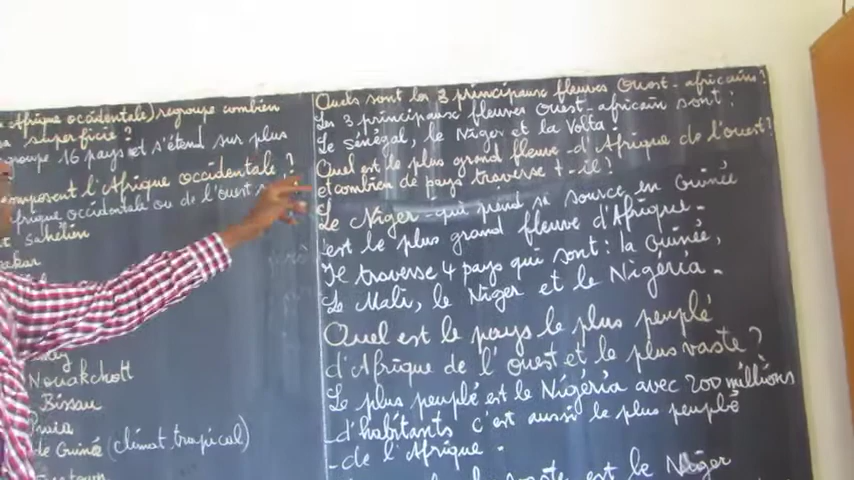 Afrique occidentale) regroupe combien
superficie ?
groupe 16 pays et s'étend sur plus
composent l'Afrique occidentale ?
frique occidentale ou de l'ouest s
Sahélien
akar
Nouakchott
Bissau
Praia
de Guiné (climat tropical)
Quels sont les 3 principaux fleuves Ouest-africains ?
Les 3 principaux fleuves Ouest-africain sont :
Le Sénégal, le Niger et la Volta.
Quel est le plus grand fleuve d'Afrique de l'ouest ?
et combien de pays traverse t-il ?
Le Niger qui prend sa source en Guinée
est le plus grand fleuve d'Afrique.
Il traverse 4 pays qui sont : la Guinée,
Le Mali, le Niger et le Nigéria.
Quel est le pays le plus peuplé
d'Afrique de l'ouest et le plus vaste ?
Le plus peuplé est le Nigéria avec 200 millions
d'habitants c'est aussi le plus peuplé
de l'Afrique.
vaste est le Niger